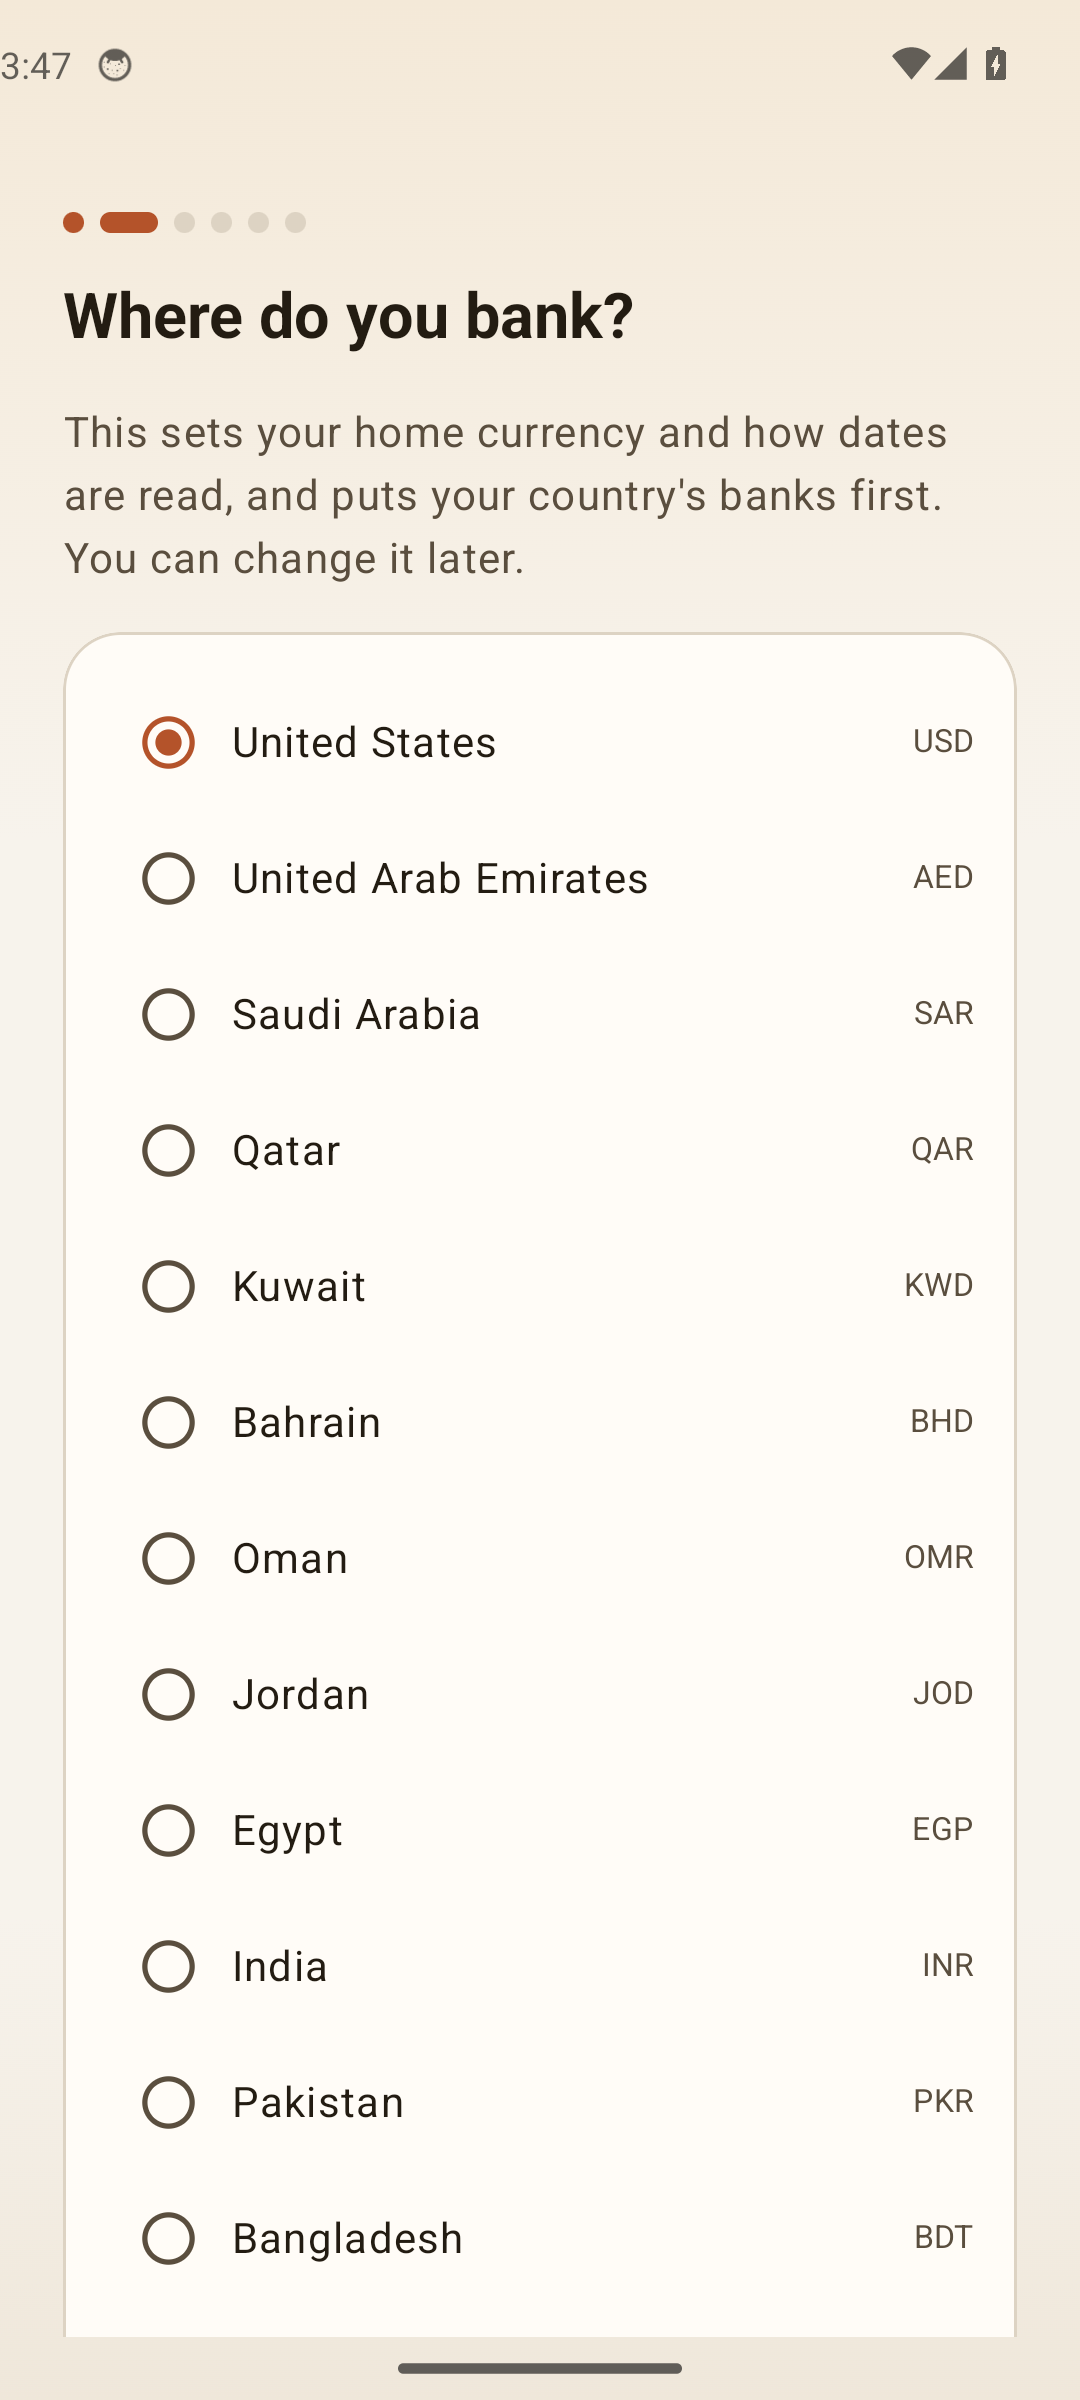 3:47
Where do you bank?
This sets your home currency and how dates
are read, and puts your country's banks first.
You can change it later.
United States USD
United Arab Emirates AED
Saudi Arabia SAR
Qatar QAR
Kuwait KWD
Bahrain BHD
Oman OMR
Jordan JOD
Egypt EGP
India INR
Pakistan PKR
Bangladesh BDT